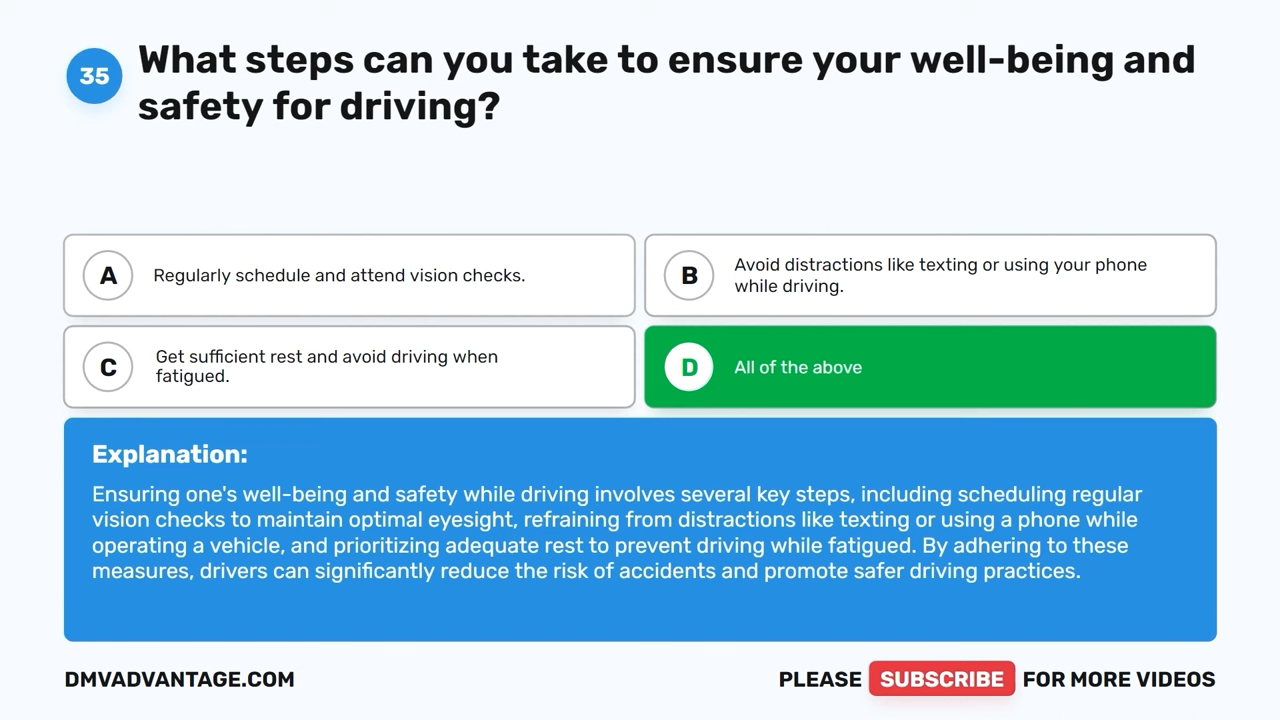 35
What steps can you take to ensure your well-being and
safety for driving?
A
Regularly schedule and attend vision checks.
B
Avoid distractions like texting or using your phone
while driving.
C
Get sufficient rest and avoid driving when
fatigued.
D
All of the above
Explanation:
Ensuring one's well-being and safety while driving involves several key steps, including scheduling regular
vision checks to maintain optimal eyesight, refraining from distractions like texting or using a phone while
operating a vehicle, and prioritizing adequate rest to prevent driving while fatigued. By adhering to these
measures, drivers can significantly reduce the risk of accidents and promote safer driving practices.
DMVADVANTAGE.COM
PLEASE SUBSCRIBE FOR MORE VIDEOS